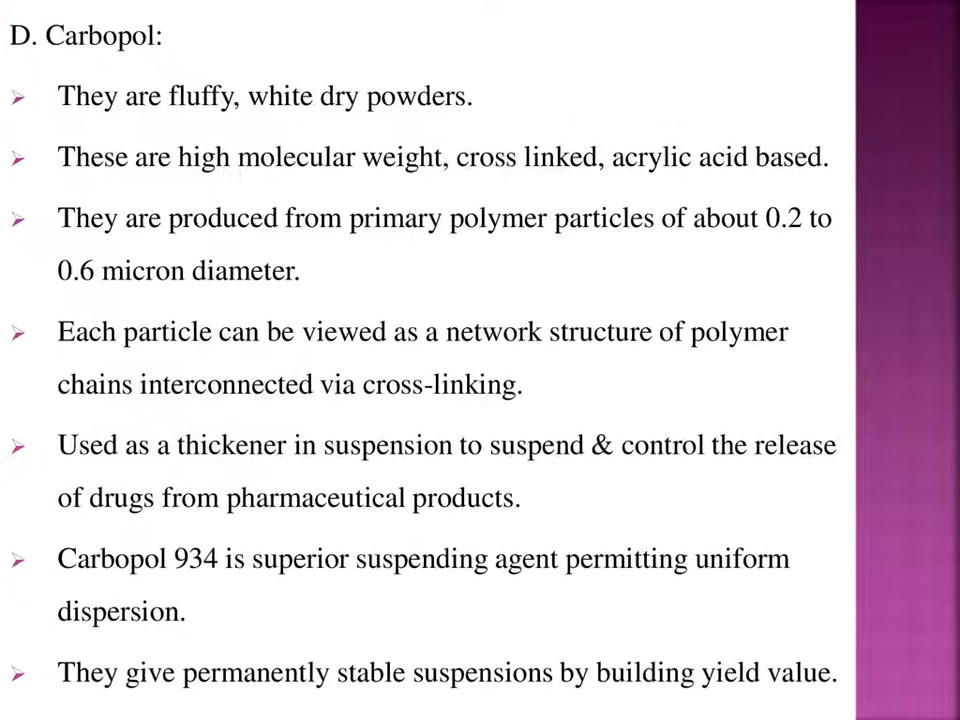 D. Carbopol:
➢ They are fluffy, white dry powders.
➢ These are high molecular weight, cross linked, acrylic acid based.
➢ They are produced from primary polymer particles of about 0.2 to
0.6 micron diameter.
➢ Each particle can be viewed as a network structure of polymer
chains interconnected via cross-linking.
➢ Used as a thickener in suspension to suspend & control the release
of drugs from pharmaceutical products.
➢ Carbopol 934 is superior suspending agent permitting uniform
dispersion.
➢ They give permanently stable suspensions by building yield value.